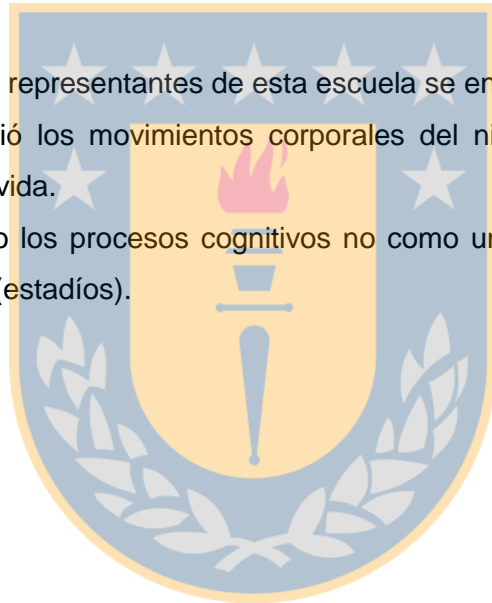 representantes de esta escuela se en
ió los movimientos corporales del ni
vida.
o los procesos cognitivos no como un
(estadíos).